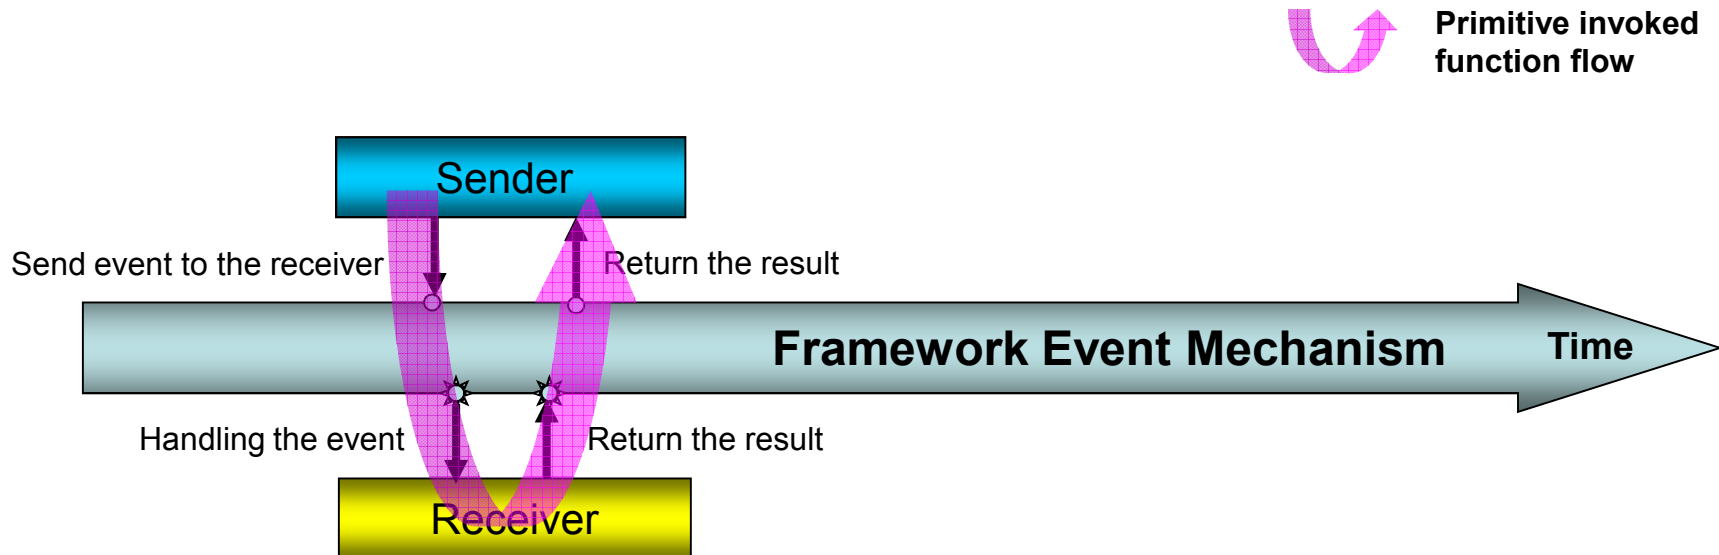 Primitive invoked
function flow
Sender
Send event to the receiver
Return the result
Framework Event Mechanism
Time
Handling the event
Return the result
Receiver